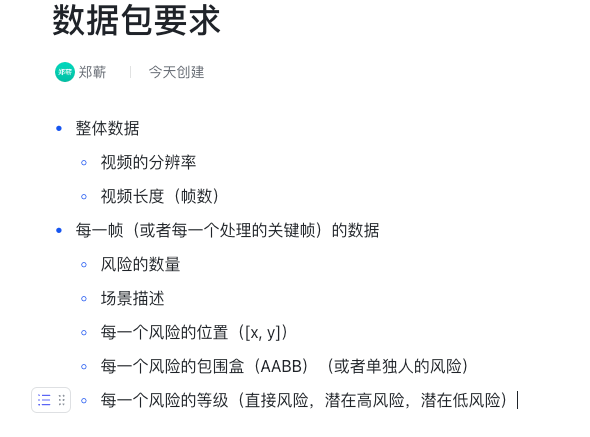 数据包要求
郑蕲 郑蕲 今天创建
整体数据
视频的分辨率
视频长度（帧数）
每一帧（或者每一个处理的关键帧）的数据
风险的数量
场景描述
每一个风险的位置（[x, y]）
每一个风险的包围盒（AABB）（或者单独人的风险）
每一个风险的等级（直接风险，潜在高风险，潜在低风险）